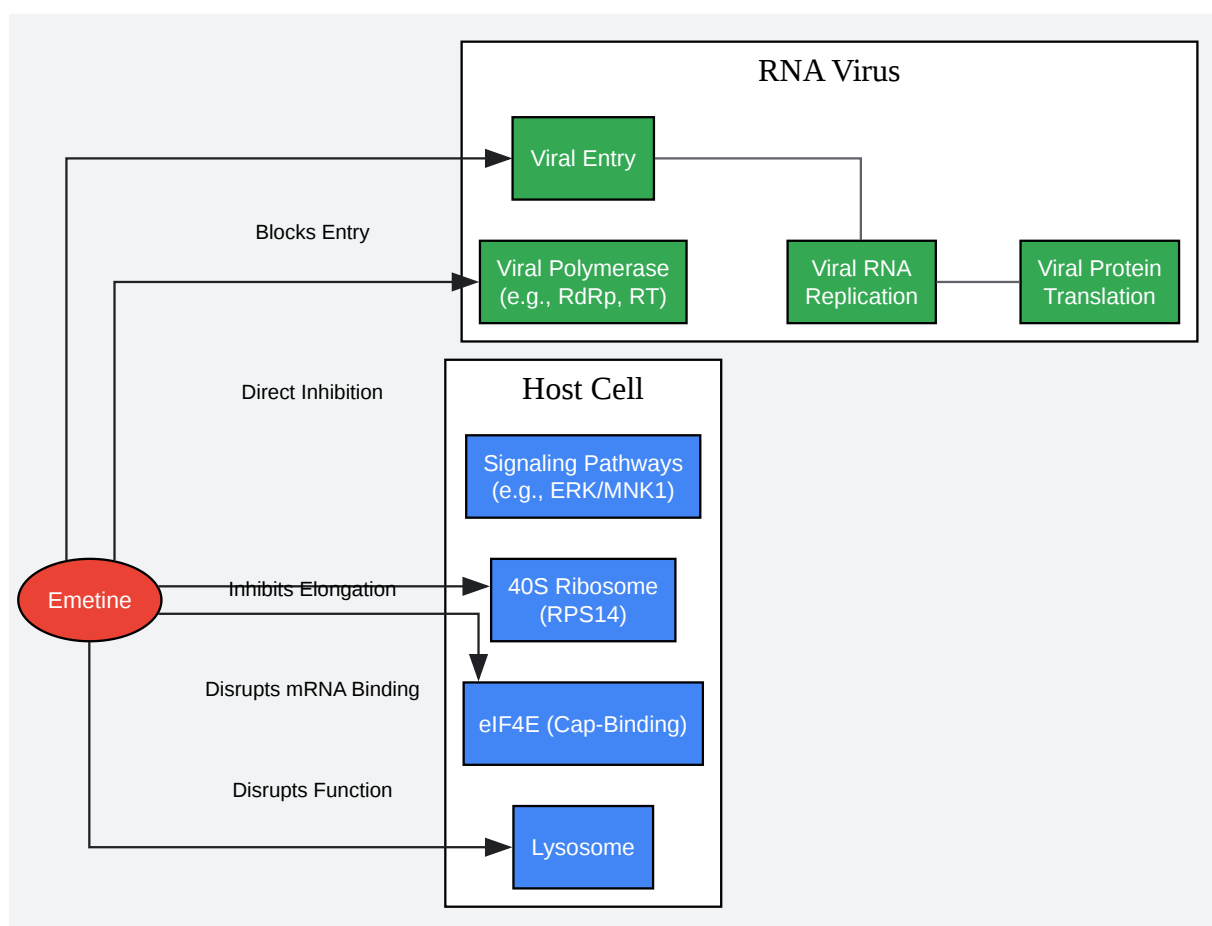 RNA Virus
Viral Entry
Blocks Entry
Viral Polymerase
(e.g., RdRp, RT)
Viral RNA
Replication
Viral Protein
Translation
Direct Inhibition
Host Cell
Signaling Pathways
(e.g., ERK/MNK1)
Emetine
Inhibits Elongation
40S Ribosome
(RPS14)
Disrupts mRNA Binding
eIF4E (Cap-Binding)
Disrupts Function
Lysosome